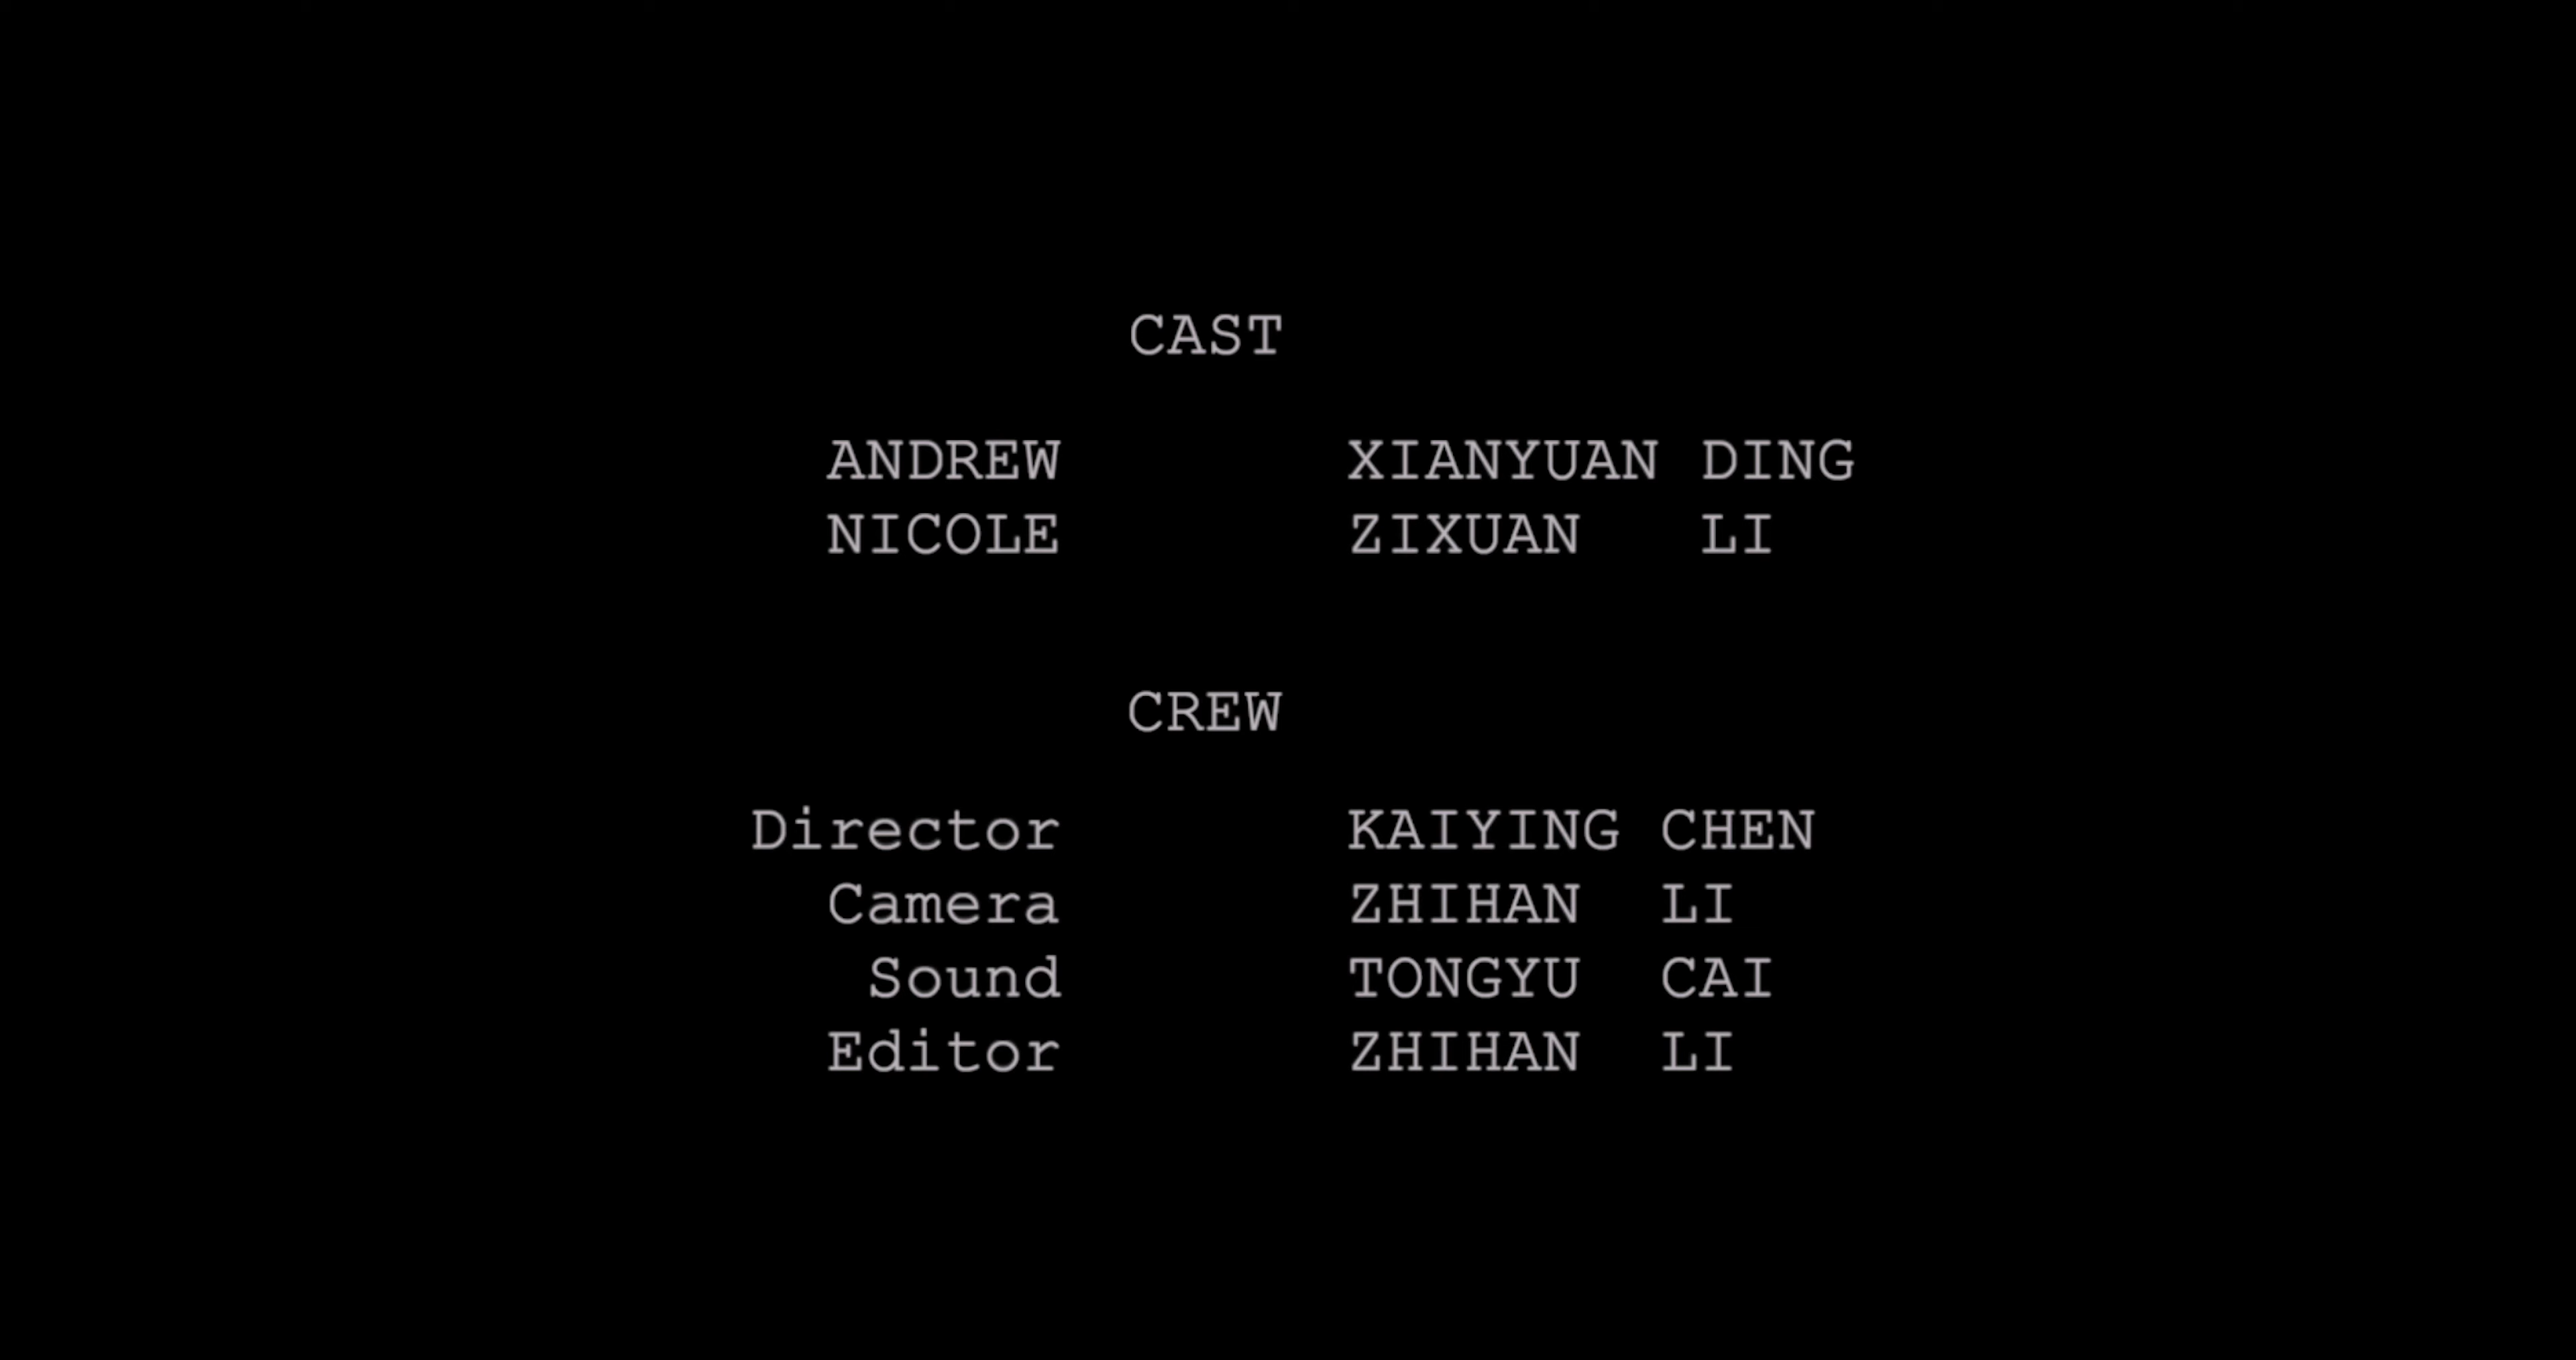 CAST
ANDREW XIANYUAN DING
NICOLE ZIXUAN LI
CREW
Director KAIYING CHEN
Camera ZHIHAN LI
Sound TONGYU CAI
Editor ZHIHAN LI